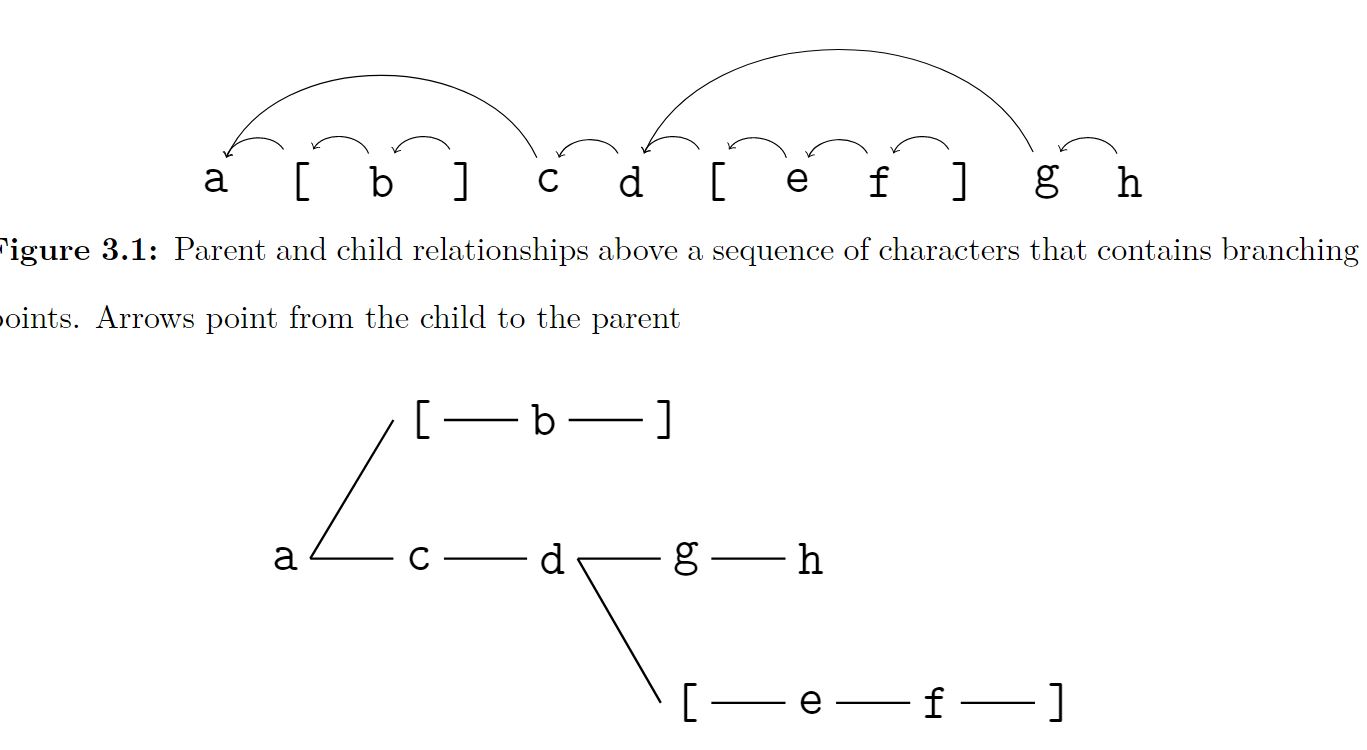 a [ b ] c d [ e f ] g h
Figure 3.1: Parent and child relationships above a sequence of characters that contains branching
points. Arrows point from the child to the parent
[ b ]
a c d g h
[ e f ]